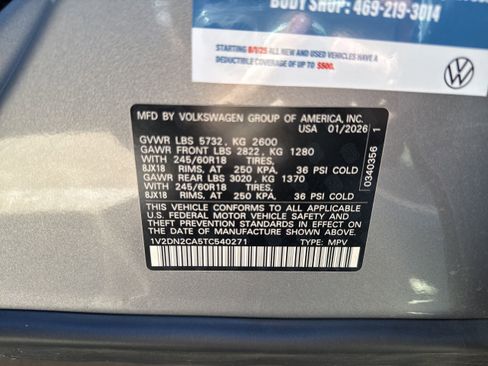 BODY SHOP: 469-219-3014
STARTING 8/1/25 ALL NEW AND USED VEHICLES HAVE A
DEDUCTIBLE COVERAGE OF UP TO $500.
MFD BY VOLKSWAGEN GROUP OF AMERICA, INC.
USA 01/2026
GVWR LBS 5732, KG 2600
GAWR FRONT LBS 2822, KG 1280
WITH 245/60R18 TIRES,
8JX18 RIMS, AT 250 KPA, 36 PSI COLD
GAWR REAR LBS 3020, KG 1370
WITH 245/60R18 TIRES,
8JX18 RIMS, AT 250 KPA, 36 PSI COLD
THIS VEHICLE CONFORMS TO ALL APPLICABLE
U.S. FEDERAL MOTOR VEHICLE SAFETY AND
THEFT PREVENTION STANDARDS IN EFFECT ON
THE DATE OF MANUFACTURE SHOWN ABOVE.
1V2DN2CA5TC540271 TYPE: MPV
0340356 1